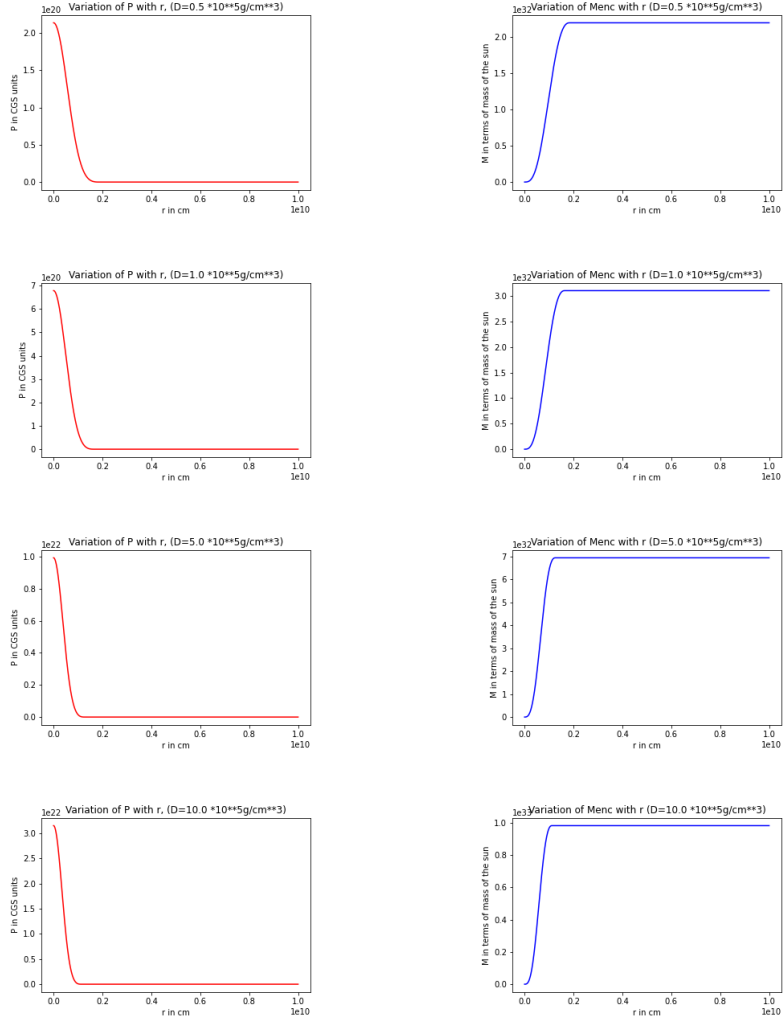 Variation of P with r, (D=0.5 *10**5g/cm**3)
1e20
2.0
1.5
1.0
0.5
0.0
P in CGS units
0.0 0.2 0.4 0.6 0.8 1.0
r in cm
1e10
Variation of Menc with r (D=0.5 *10**5g/cm**3)
1e32
2.0
1.5
1.0
0.5
0.0
M in terms of mass of the sun
0.0 0.2 0.4 0.6 0.8 1.0
r in cm
1e10
Variation of P with r, (D=1.0 *10**5g/cm**3)
1e20
7
6
5
4
3
2
1
0
P in CGS units
0.0 0.2 0.4 0.6 0.8 1.0
r in cm
1e10
Variation of Menc with r (D=1.0 *10**5g/cm**3)
1e32
3.0
2.5
2.0
1.5
1.0
0.5
0.0
M in terms of mass of the sun
0.0 0.2 0.4 0.6 0.8 1.0
r in cm
1e10
Variation of P with r, (D=5.0 *10**5g/cm**3)
1e22
1.0
0.8
0.6
0.4
0.2
0.0
P in CGS units
0.0 0.2 0.4 0.6 0.8 1.0
r in cm
1e10
Variation of Menc with r (D=5.0 *10**5g/cm**3)
1e32
7
6
5
4
3
2
1
0
M in terms of mass of the sun
0.0 0.2 0.4 0.6 0.8 1.0
r in cm
1e10
Variation of P with r, (D=10.0 *10**5g/cm**3)
1e22
3.0
2.5
2.0
1.5
1.0
0.5
0.0
P in CGS units
0.0 0.2 0.4 0.6 0.8 1.0
r in cm
1e10
Variation of Menc with r (D=10.0 *10**5g/cm**3)
1e33
1.0
0.8
0.6
0.4
0.2
0.0
M in terms of mass of the sun
0.0 0.2 0.4 0.6 0.8 1.0
r in cm
1e10